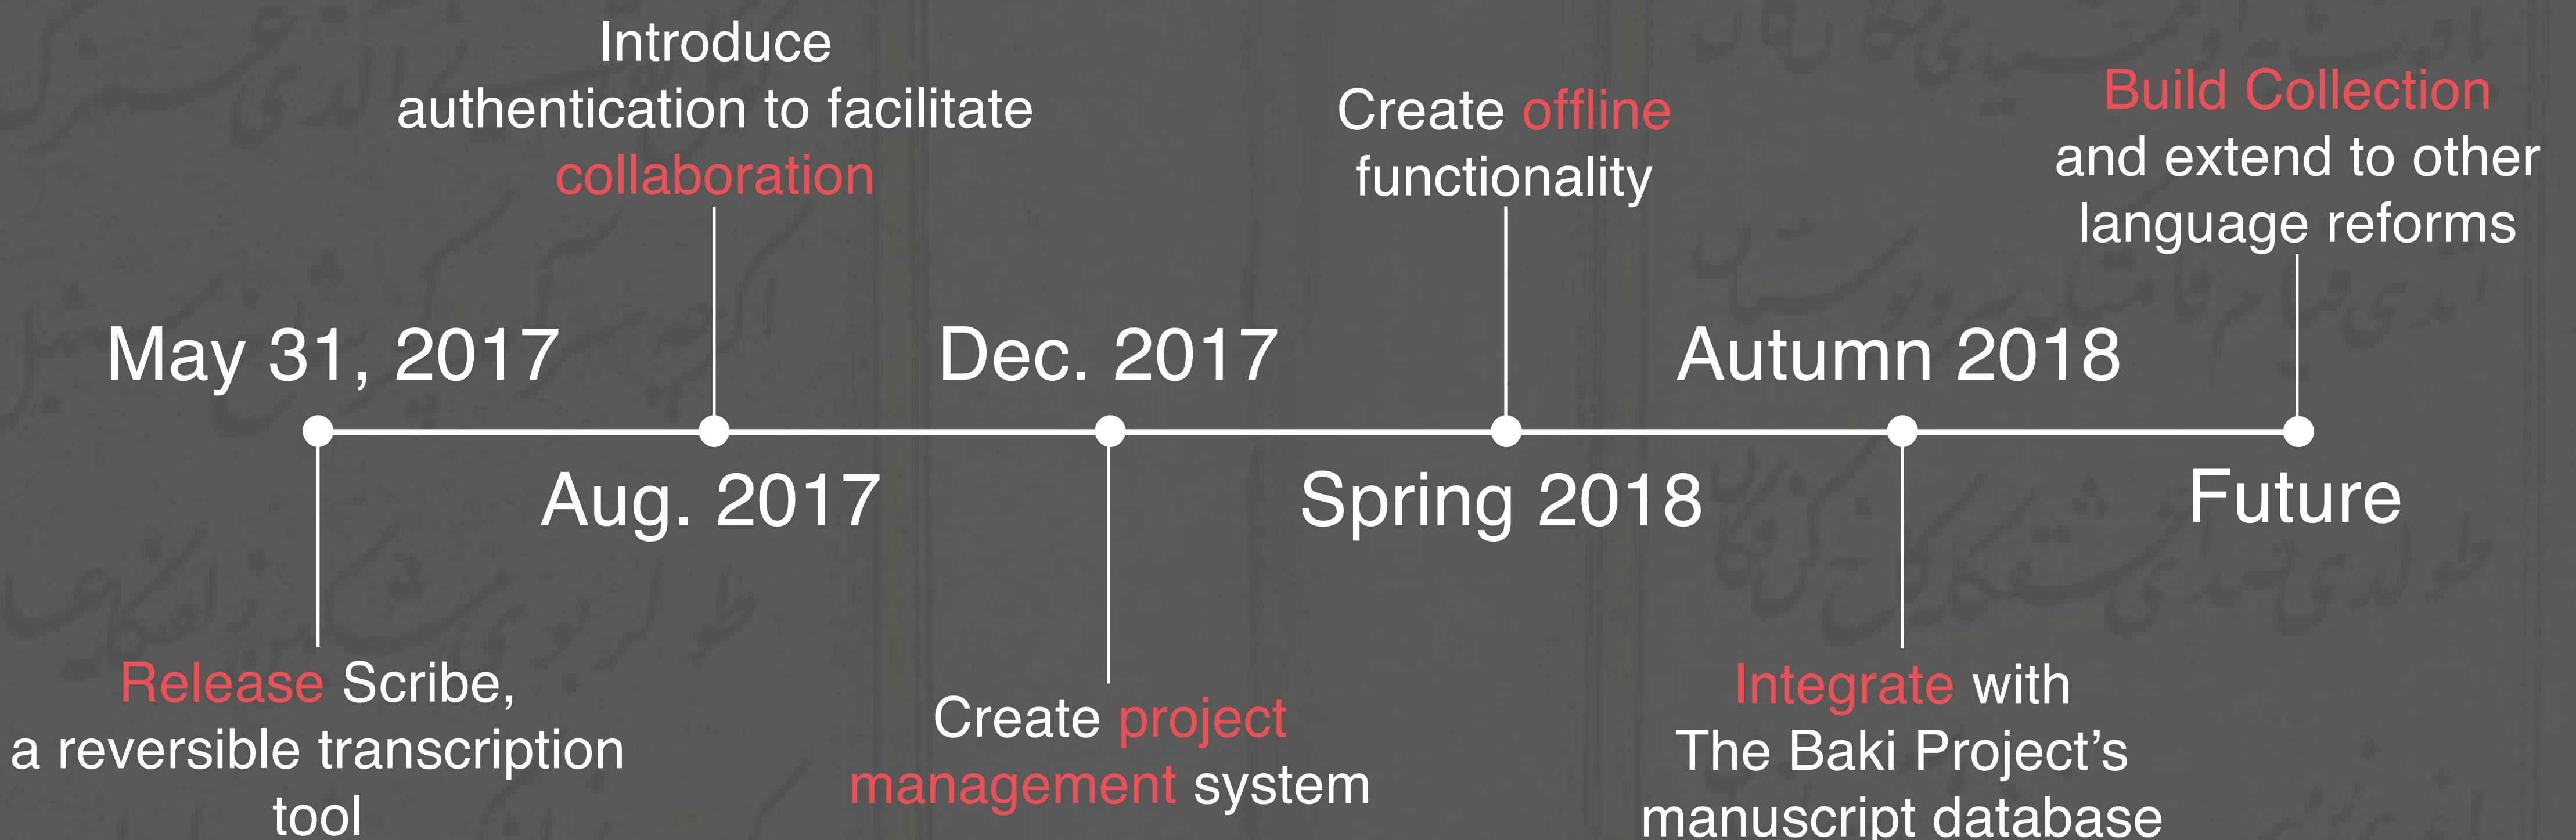 May 31, 2017
Release Scribe,
a reversible transcription
tool
Introduce
authentication to facilitate
collaboration
Aug. 2017
Dec. 2017
Create project
management system
Create offline
functionality
Spring 2018
Autumn 2018
Integrate with
The Baki Project’s
manuscript database
Build Collection
and extend to other
language reforms
Future